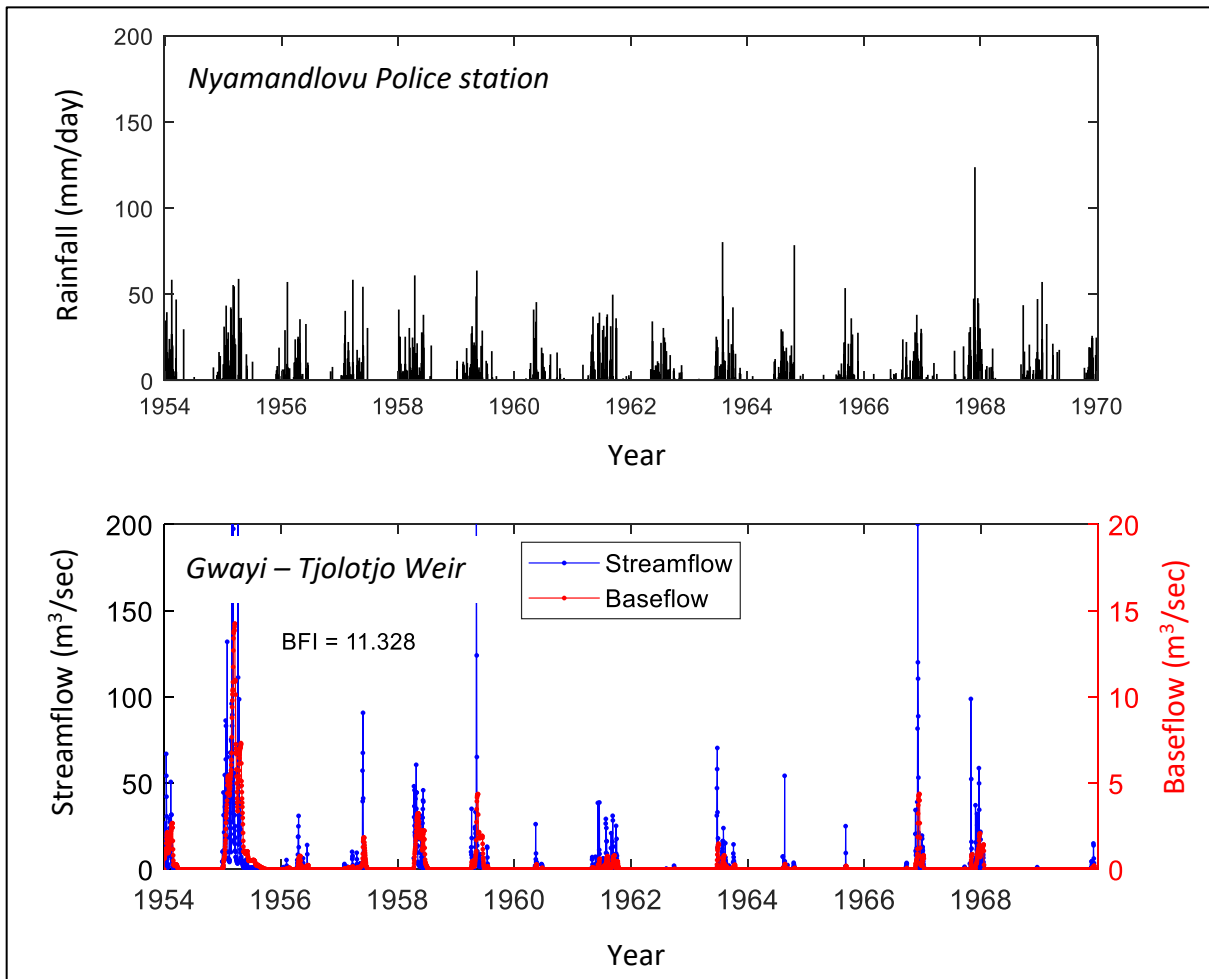 200
Nyamandlovu Police station
150
100
50
0
Rainfall (mm/day)
1954 1956 1958 1960 1962 1964 1966 1968 1970
Year
200 20
Gwayi – Tjolotjo Weir
Streamflow
Baseflow
150 15
BFI = 11.328
100 10
50 5
0 0
Streamflow (m³/sec)
Baseflow (m³/sec)
1954 1956 1958 1960 1962 1964 1966 1968
Year